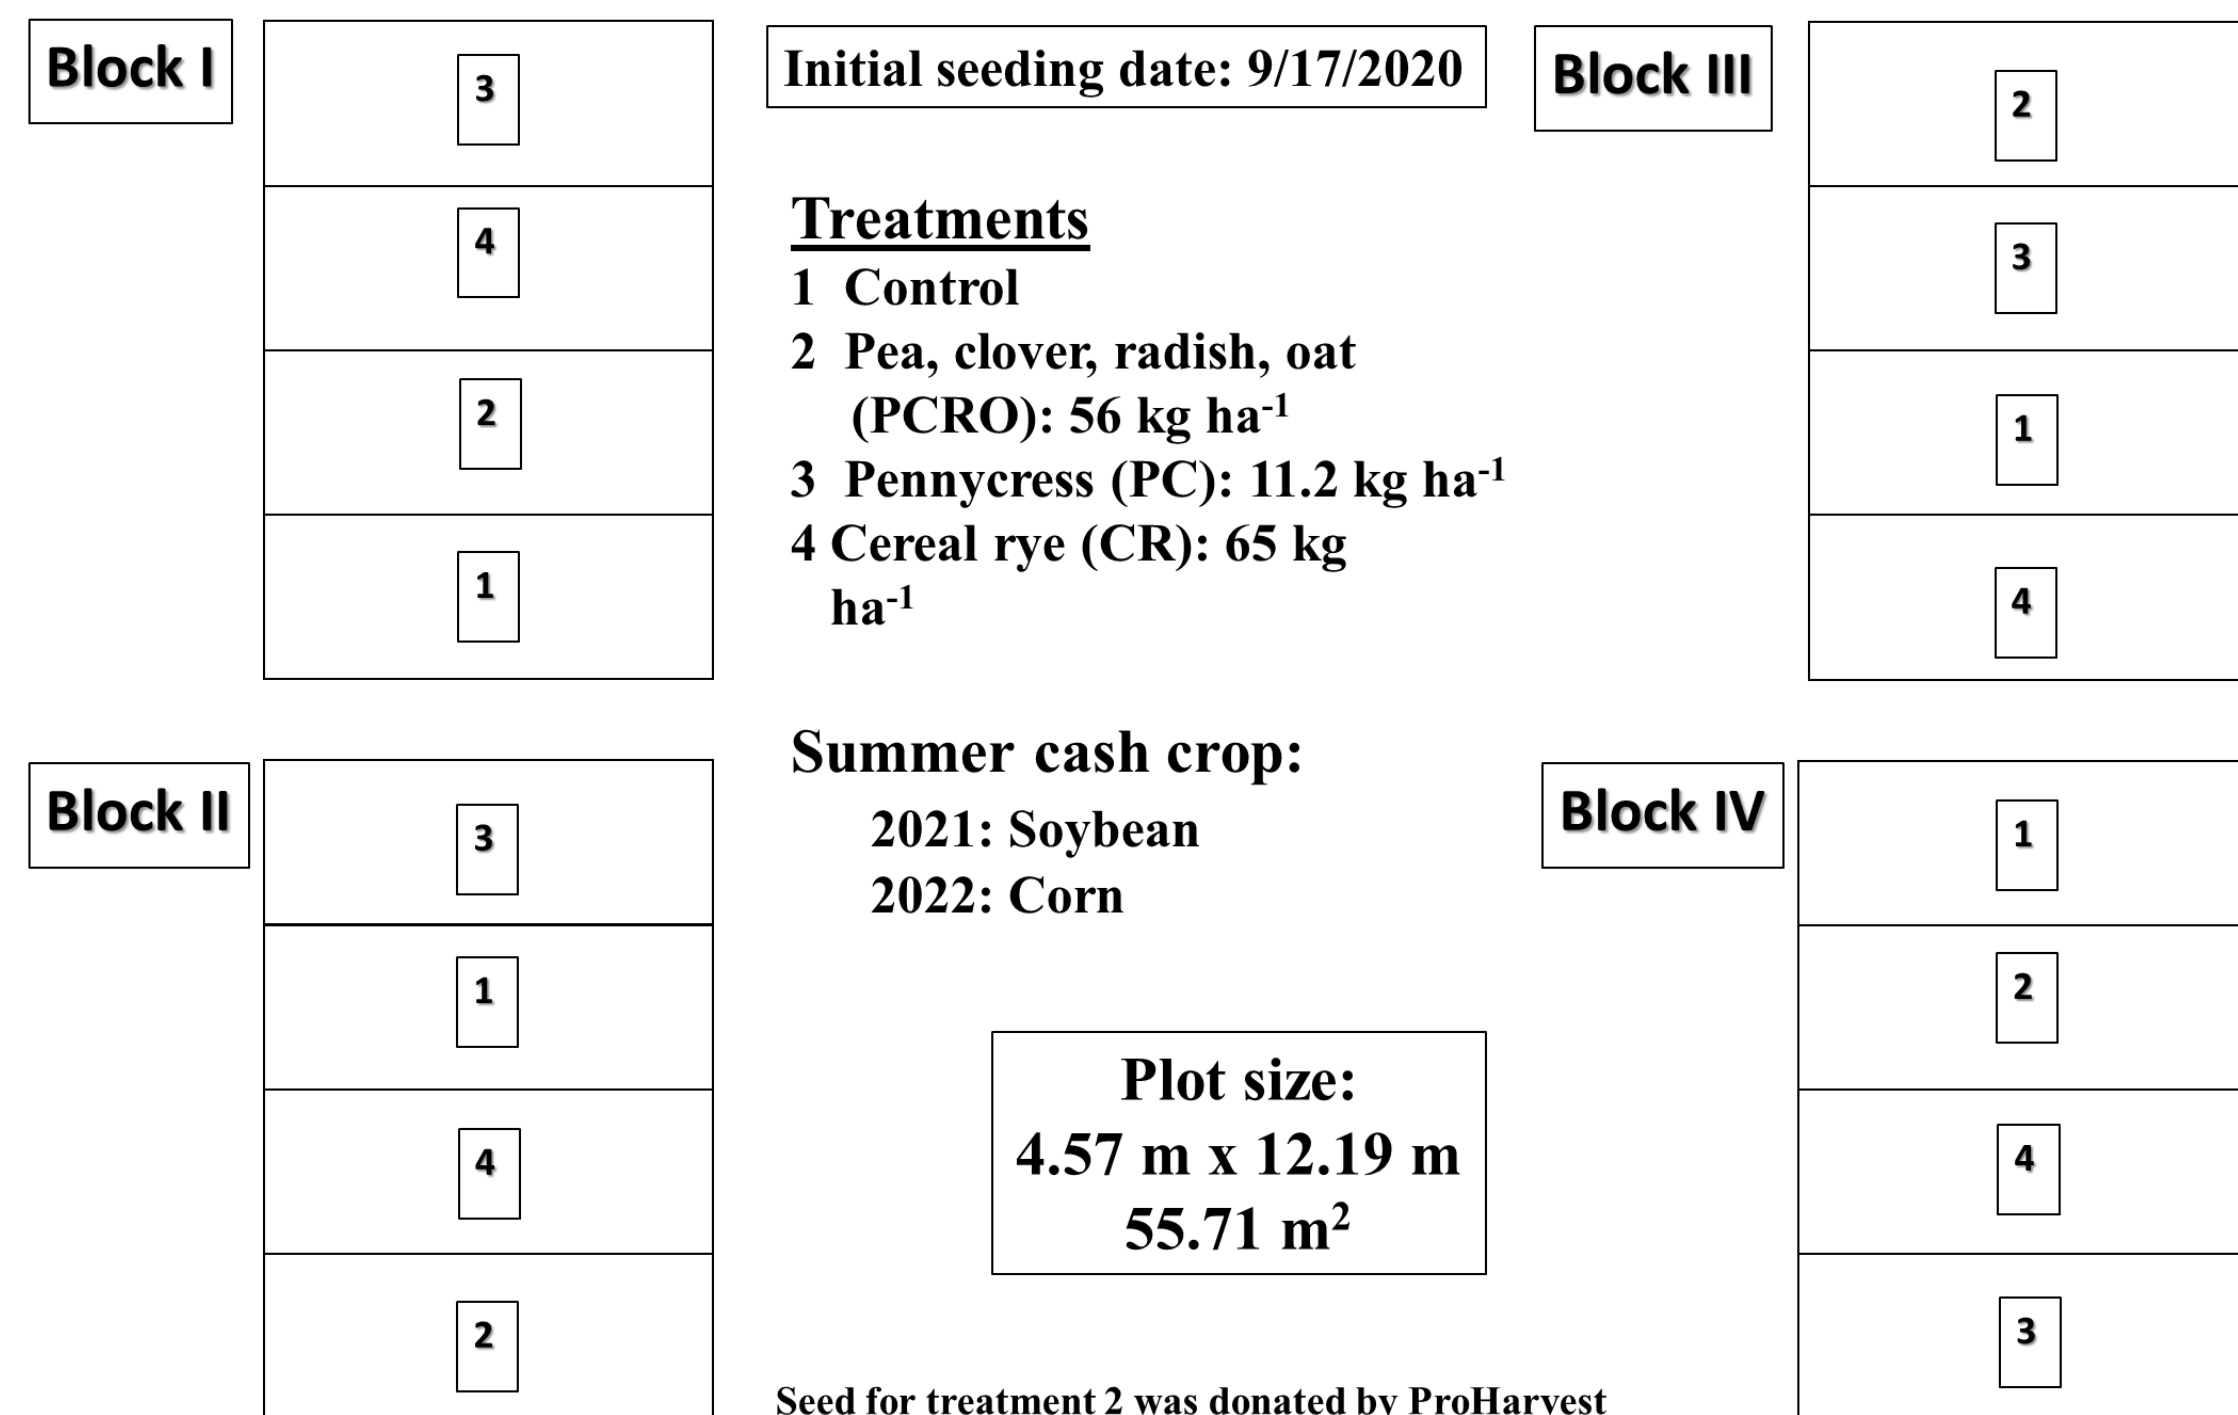 Block I
3
4
2
1
Initial seeding date: 9/17/2020
Treatments
1 Control
2 Pea, clover, radish, oat
(PCRO): 56 kg ha⁻¹
3 Pennycress (PC): 11.2 kg ha⁻¹
4 Cereal rye (CR): 65 kg
ha⁻¹
Block III
2
3
1
4
Block II
3
1
4
2
Summer cash crop:
2021: Soybean
2022: Corn
Plot size:
4.57 m x 12.19 m
55.71 m²
Seed for treatment 2 was donated by ProHarvest
Block IV
1
2
4
3